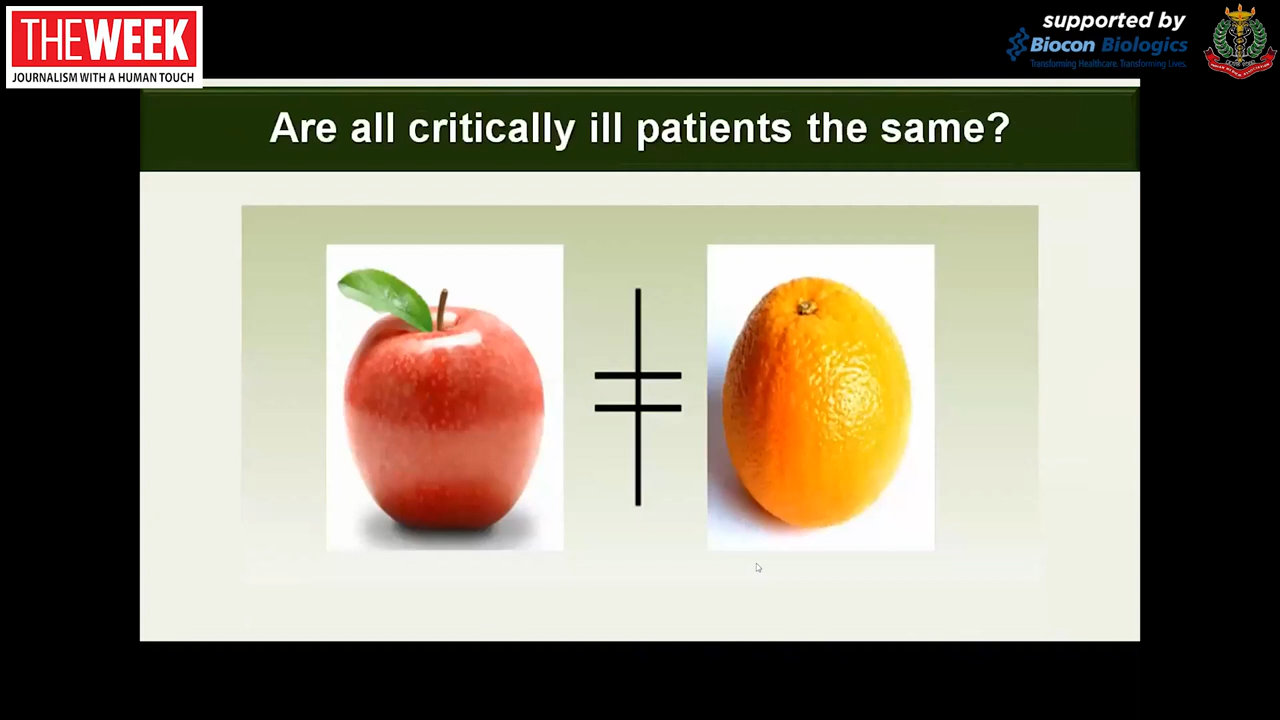 THEWEEK
JOURNALISM WITH A HUMAN TOUCH
supported by
Biocon Biologics
Transforming Healthcare. Transforming Lives.
Are all critically ill patients the same?